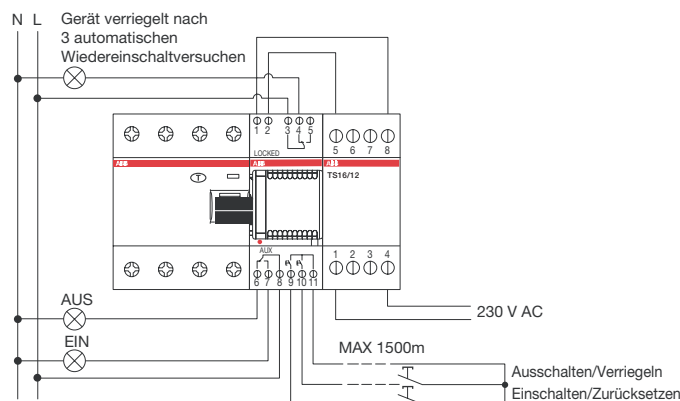 N L
Gerät verriegelt nach
3 automatischen
Wiedereinschaltversuchen
1 2 3 4 5
LOCKED
5 6 7 8
ABB
ABB
ABB
T
TS16/12
AUX
6 7 8 9 10 11
1 2 3 4
AUS
EIN
230 V AC
MAX 1500m
Ausschalten/Verriegeln
Einschalten/Zurücksetzen